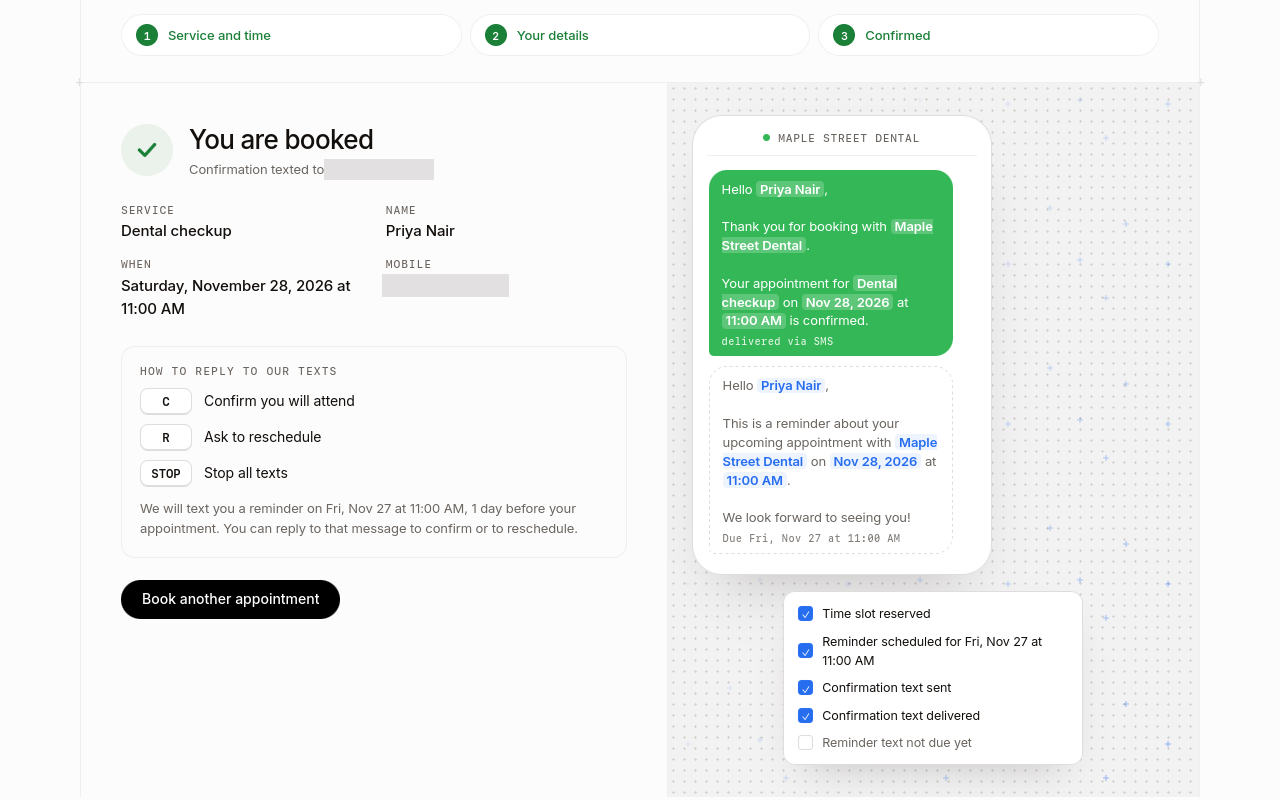 1 Service and time
2 Your details
3 Confirmed
You are booked
Confirmation texted to
SERVICE
Dental checkup
NAME
Priya Nair
WHEN
Saturday, November 28, 2026 at
11:00 AM
MOBILE
HOW TO REPLY TO OUR TEXTS
C Confirm you will attend
R Ask to reschedule
STOP Stop all texts
We will text you a reminder on Fri, Nov 27 at 11:00 AM, 1 day before your
appointment. You can reply to that message to confirm or to reschedule.
Book another appointment
MAPLE STREET DENTAL
Hello Priya Nair,
Thank you for booking with Maple
Street Dental.
Your appointment for Dental
checkup on Nov 28, 2026 at
11:00 AM is confirmed.
delivered via SMS
Hello Priya Nair,
This is a reminder about your
upcoming appointment with Maple
Street Dental on Nov 28, 2026 at
11:00 AM.
We look forward to seeing you!
Due Fri, Nov 27 at 11:00 AM
Time slot reserved
Reminder scheduled for Fri, Nov 27 at
11:00 AM
Confirmation text sent
Confirmation text delivered
Reminder text not due yet